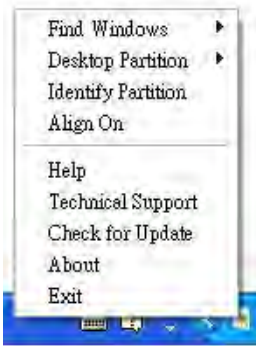 Find Windows
Desktop Partition
Identify Partition
Align On
Help
Technical Support
Check for Update
About
Exit